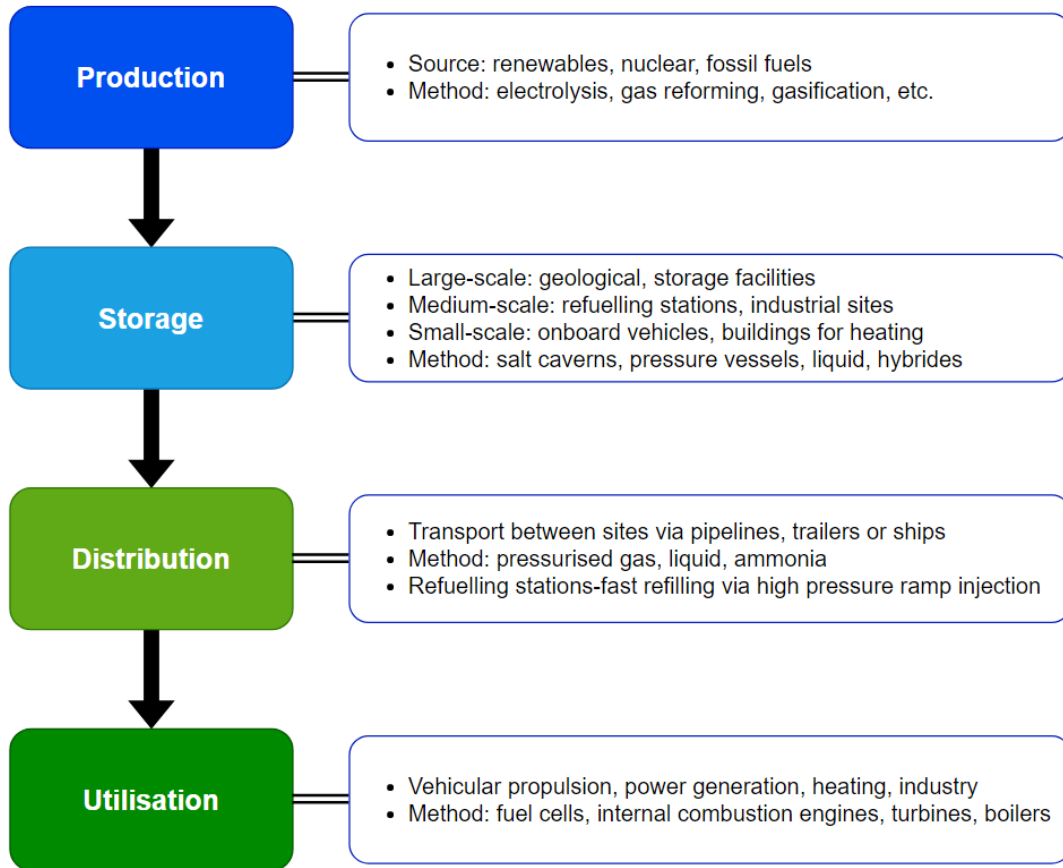 Production
• Source: renewables, nuclear, fossil fuels
• Method: electrolysis, gas reforming, gasification, etc.
Storage
• Large-scale: geological, storage facilities
• Medium-scale: refuelling stations, industrial sites
• Small-scale: onboard vehicles, buildings for heating
• Method: salt caverns, pressure vessels, liquid, hybrides
Distribution
• Transport between sites via pipelines, trailers or ships
• Method: pressurised gas, liquid, ammonia
• Refuelling stations-fast refilling via high pressure ramp injection
Utilisation
• Vehicular propulsion, power generation, heating, industry
• Method: fuel cells, internal combustion engines, turbines, boilers